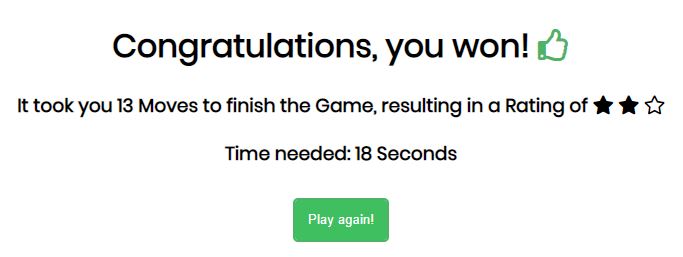 Congratulations, you won!
It took you 13 Moves to finish the Game, resulting in a Rating of
Time needed: 18 Seconds
Play again!